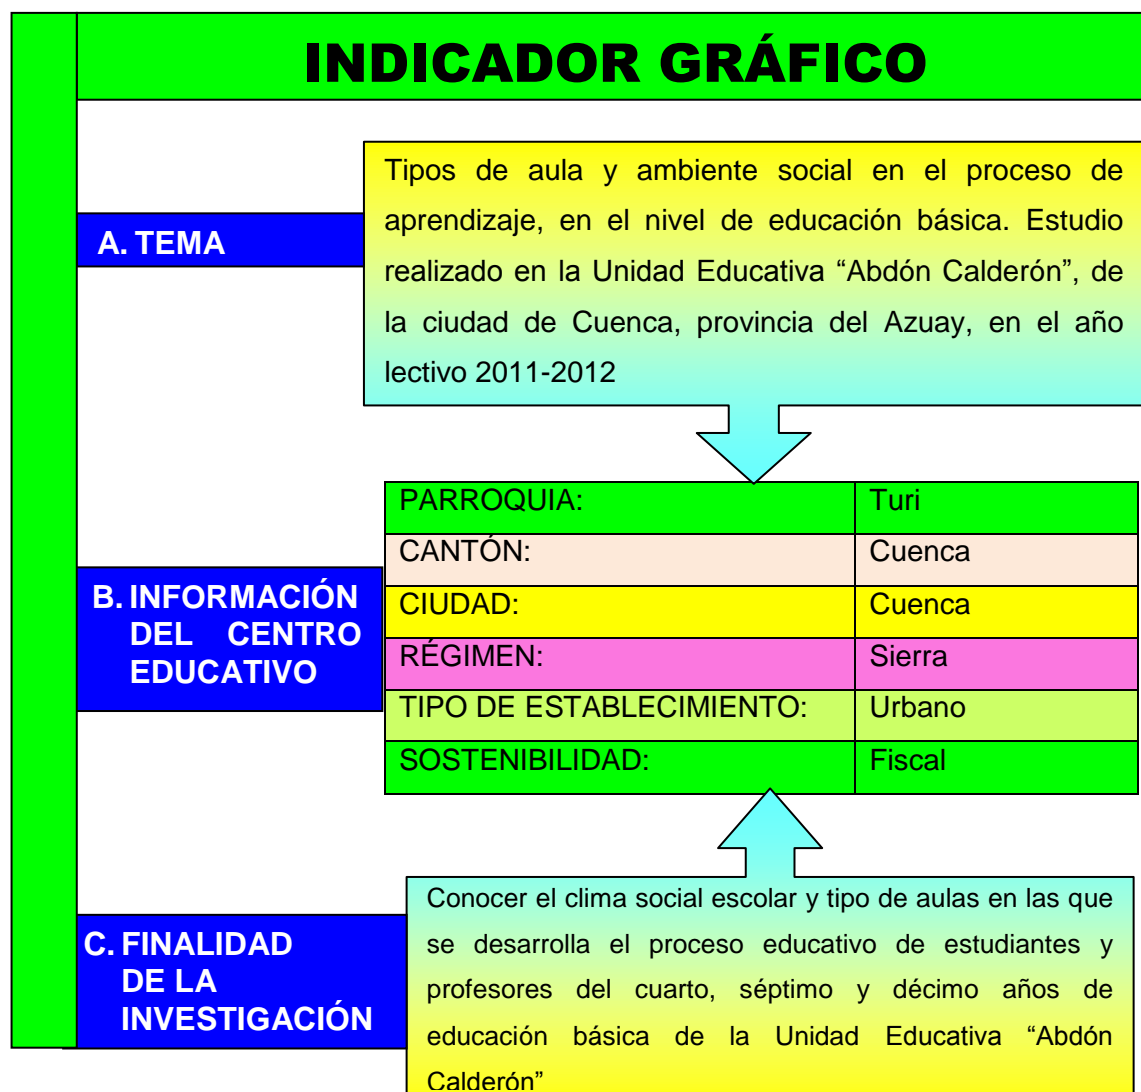 INDICADOR GRÁFICO
A. TEMA
Tipos de aula y ambiente social en el proceso de
aprendizaje, en el nivel de educación básica. Estudio
realizado en la Unidad Educativa “Abdón Calderón”, de
la ciudad de Cuenca, provincia del Azuay, en el año
lectivo 2011-2012
B. INFORMACIÓN
DEL CENTRO
EDUCATIVO
PARROQUIA: Turi
CANTÓN: Cuenca
CIUDAD: Cuenca
RÉGIMEN: Sierra
TIPO DE ESTABLECIMIENTO: Urbano
SOSTENIBILIDAD: Fiscal
C. FINALIDAD
DE LA
INVESTIGACIÓN
Conocer el clima social escolar y tipo de aulas en las que
se desarrolla el proceso educativo de estudiantes y
profesores del cuarto, séptimo y décimo años de
educación básica de la Unidad Educativa “Abdón
Calderón”